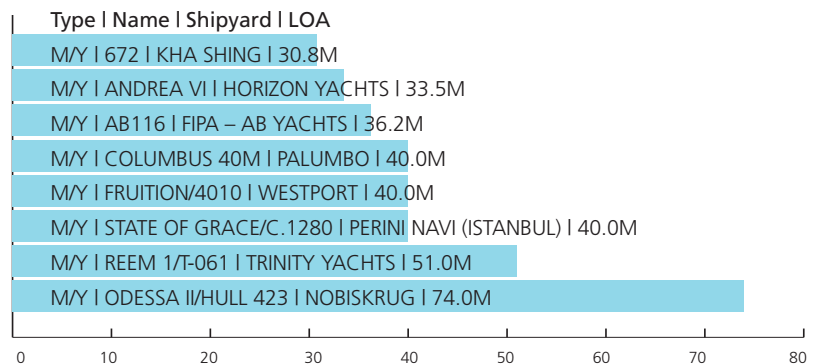 Type l Name l Shipyard l LOA
M/Y l 672 l KHA SHING l 30.8M
M/Y l ANDREA VI l HORIZON YACHTS l 33.5M
M/Y l AB116 l FIPA – AB YACHTS l 36.2M
M/Y l COLUMBUS 40M l PALUMBO l 40.0M
M/Y l FRUITION/4010 l WESTPORT l 40.0M
M/Y l STATE OF GRACE/C.1280 l PERINI NAVI (ISTANBUL) l 40.0M
M/Y l REEM 1/T-061 l TRINITY YACHTS l 51.0M
M/Y l ODESSA II/HULL 423 l NOBISKRUG l 74.0M
0 10 20 30 40 50 60 70 80